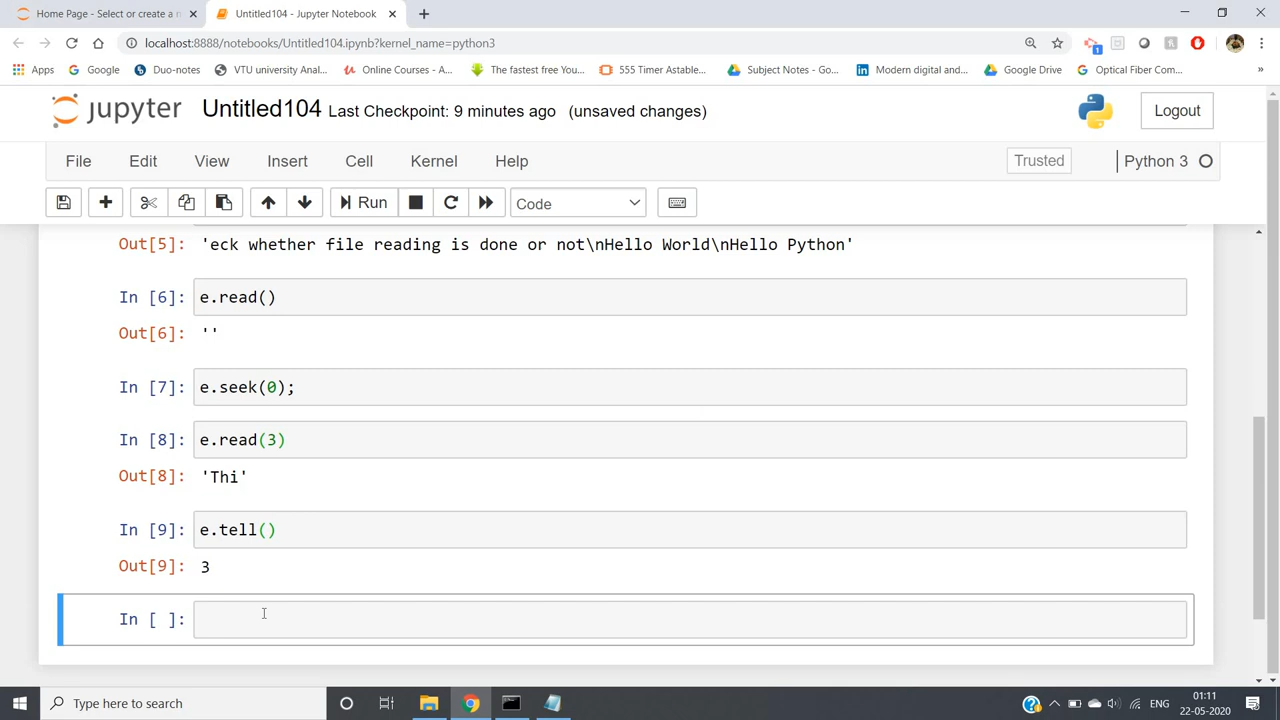 Home Page - Select or create a n
Untitled104 - Jupyter Notebook
localhost:8888/notebooks/Untitled104.ipynb?kernel_name=python3
Apps Google Duo-notes VTU university Anal... Online Courses - A... The fastest free You... 555 Timer Astable... Subject Notes - Go... Modern digital and... Google Drive Optical Fiber Com... »
jupyter Untitled104 Last Checkpoint: 9 minutes ago (unsaved changes) Logout
File Edit View Insert Cell Kernel Help Trusted Python 3
Run Code
Out[5]: 'eck whether file reading is done or not\nHello World\nHello Python'
In [6]: e.read()
Out[6]: ''
In [7]: e.seek(0);
In [8]: e.read(3)
Out[8]: 'Thi'
In [9]: e.tell()
Out[9]: 3
In [ ]:
Type here to search
ENG
01:11
22-05-2020